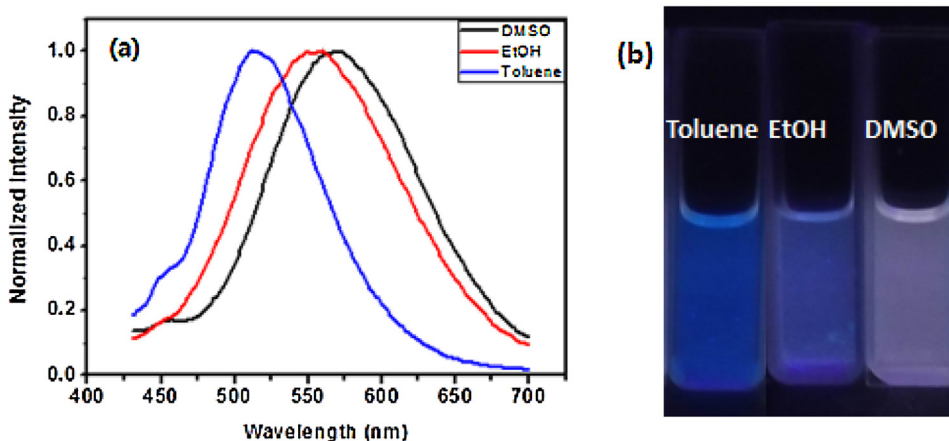 (a)
DMSO
EtOH
Toluene
1.0
0.8
0.6
0.4
0.2
0.0
Normalized Intensity
400 450 500 550 600 650 700
Wavelength (nm)
(b)
Toluene EtOH DMSO